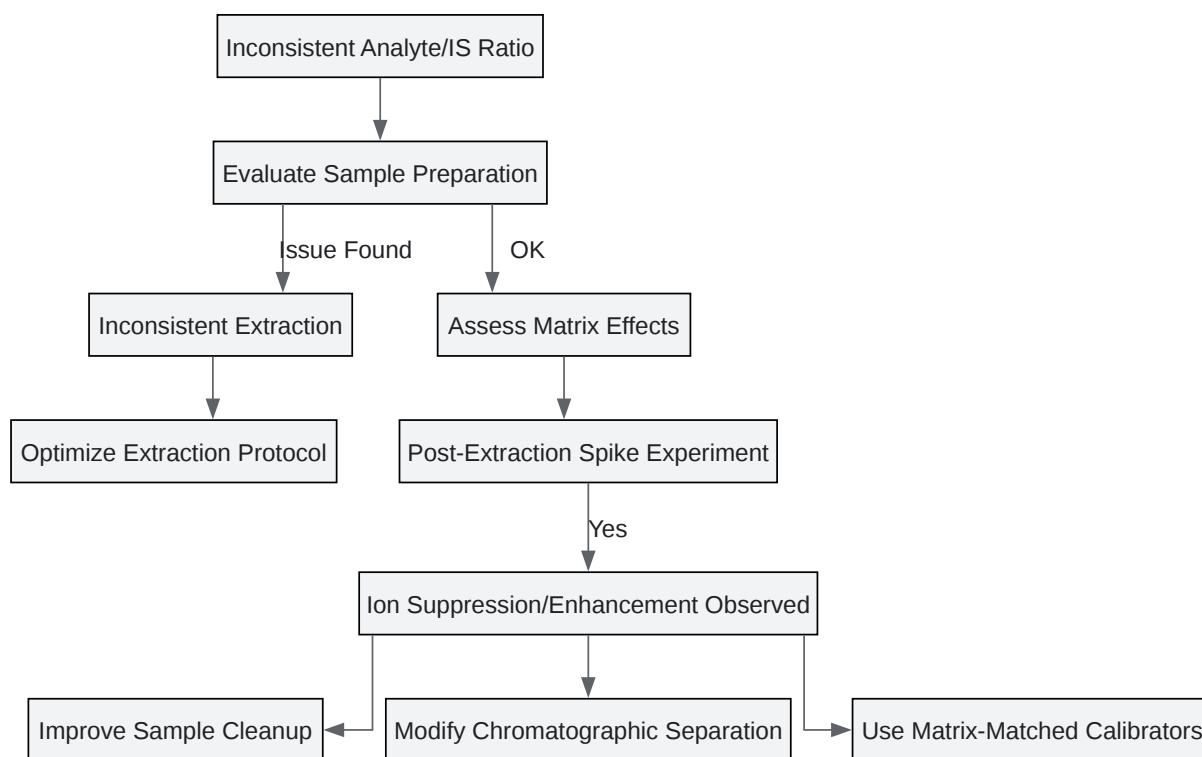 Inconsistent Analyte/IS Ratio
Evaluate Sample Preparation
Issue Found
OK
Inconsistent Extraction
Assess Matrix Effects
Optimize Extraction Protocol
Post-Extraction Spike Experiment
Yes
Ion Suppression/Enhancement Observed
Improve Sample Cleanup
Modify Chromatographic Separation
Use Matrix-Matched Calibrators